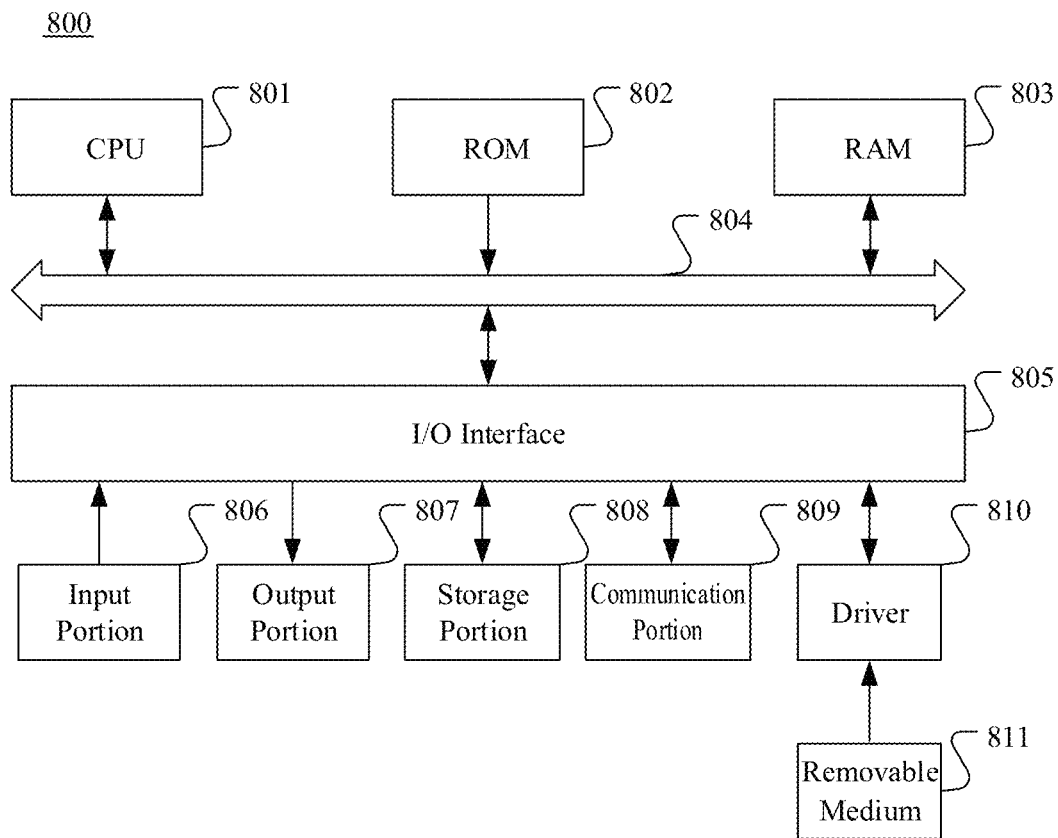 800
801
802
803
CPU
ROM
RAM
804
805
I/O Interface
806
807
808
809
810
Input
Portion
Output
Portion
Storage
Portion
Communication
Portion
Driver
811
Removable
Medium